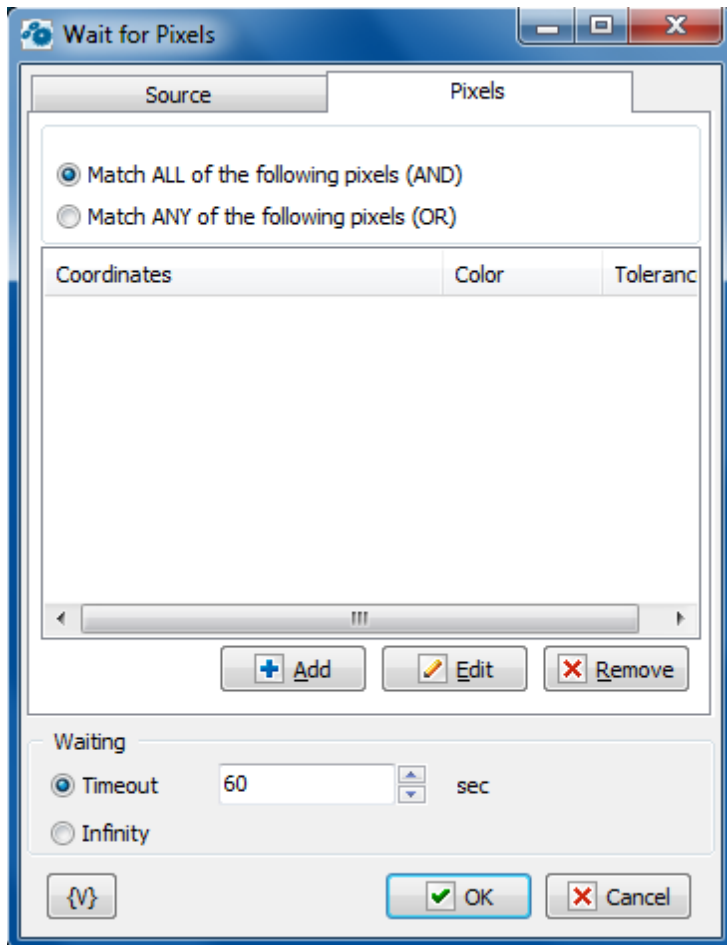 Wait for Pixels
Source Pixels
Match ALL of the following pixels (AND)
Match ANY of the following pixels (OR)
Coordinates Color Toleranc
Add Edit Remove
Waiting
Timeout 60 sec
Infinity
{V} OK Cancel